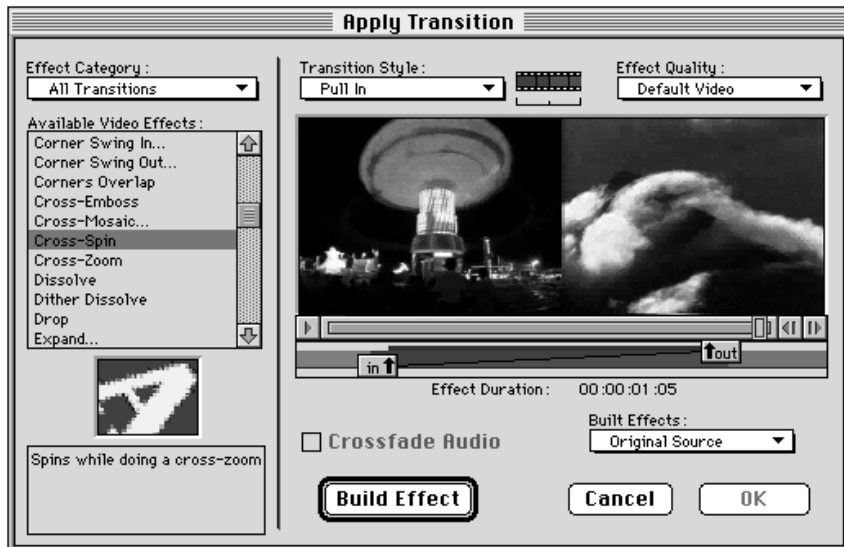 Apply Transition
Effect Category :
All Transitions
Available Video Effects :
Corner Swing In...
Corner Swing Out...
Corners Overlap
Cross-Emboss
Cross-Mosaic...
Cross-Spin
Cross-Zoom
Dissolve
Dither Dissolve
Drop
Expand...
Spins while doing a cross-zoom
Transition Style :
Pull In
Effect Quality :
Default Video
in
out
Effect Duration : 00:00:01:05
Crossfade Audio
Built Effects :
Original Source
Build Effect
Cancel
OK